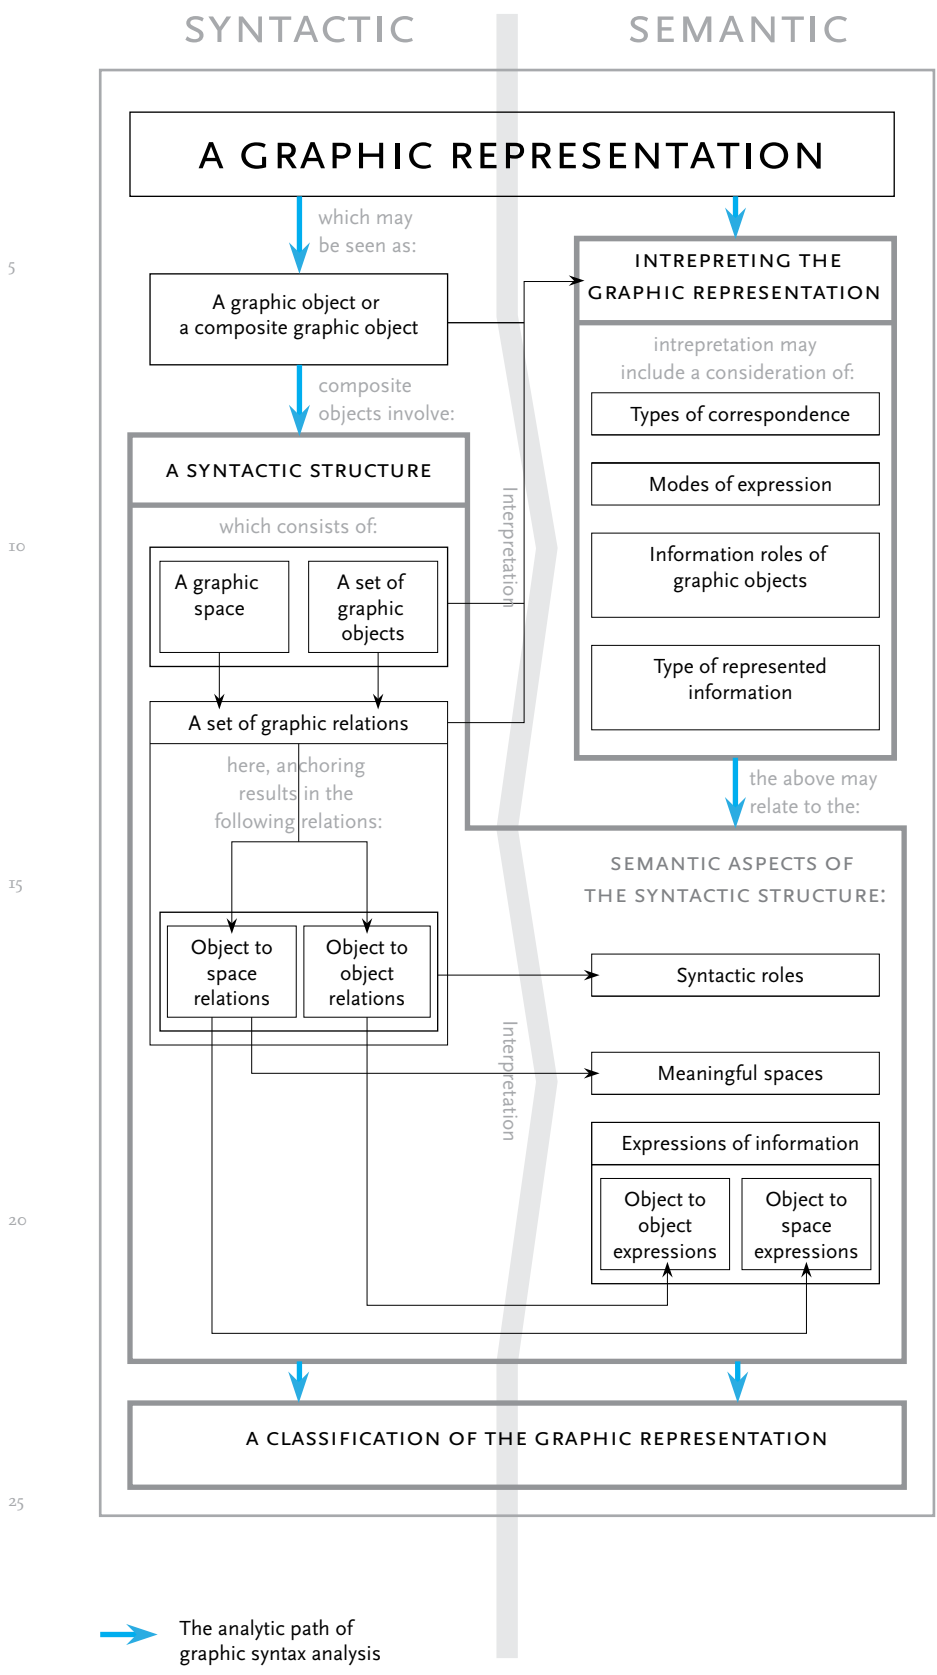 SYNTACTIC
SEMANTIC
A GRAPHIC REPRESENTATION
which may
be seen as:
5
A graphic object or
a composite graphic object
composite
objects involve:
A SYNTACTIC STRUCTURE
which consists of:
10
A graphic
space
A set of
graphic
objects
A set of graphic relations
here, anchoring
results in the
following relations:
15
Object to
space
relations
Object to
object
relations
Interpretation
Interpretation
INTREPRETING THE
GRAPHIC REPRESENTATION
intrepretation may
include a consideration of:
Types of correspondence
Modes of expression
Information roles of
graphic objects
Type of represented
information
the above may
relate to the:
SEMANTIC ASPECTS OF
THE SYNTACTIC STRUCTURE:
Syntactic roles
Meaningful spaces
Expressions of information
20
Object to
object
expressions
Object to
space
expressions
A CLASSIFICATION OF THE GRAPHIC REPRESENTATION
25
The analytic path of
graphic syntax analysis